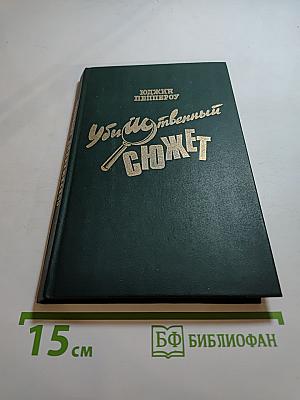 ЮДЖИН
ПЕППЕРОУ
Убийственный
СЮЖЕТ
15 см
БФ БИБЛИОФАН